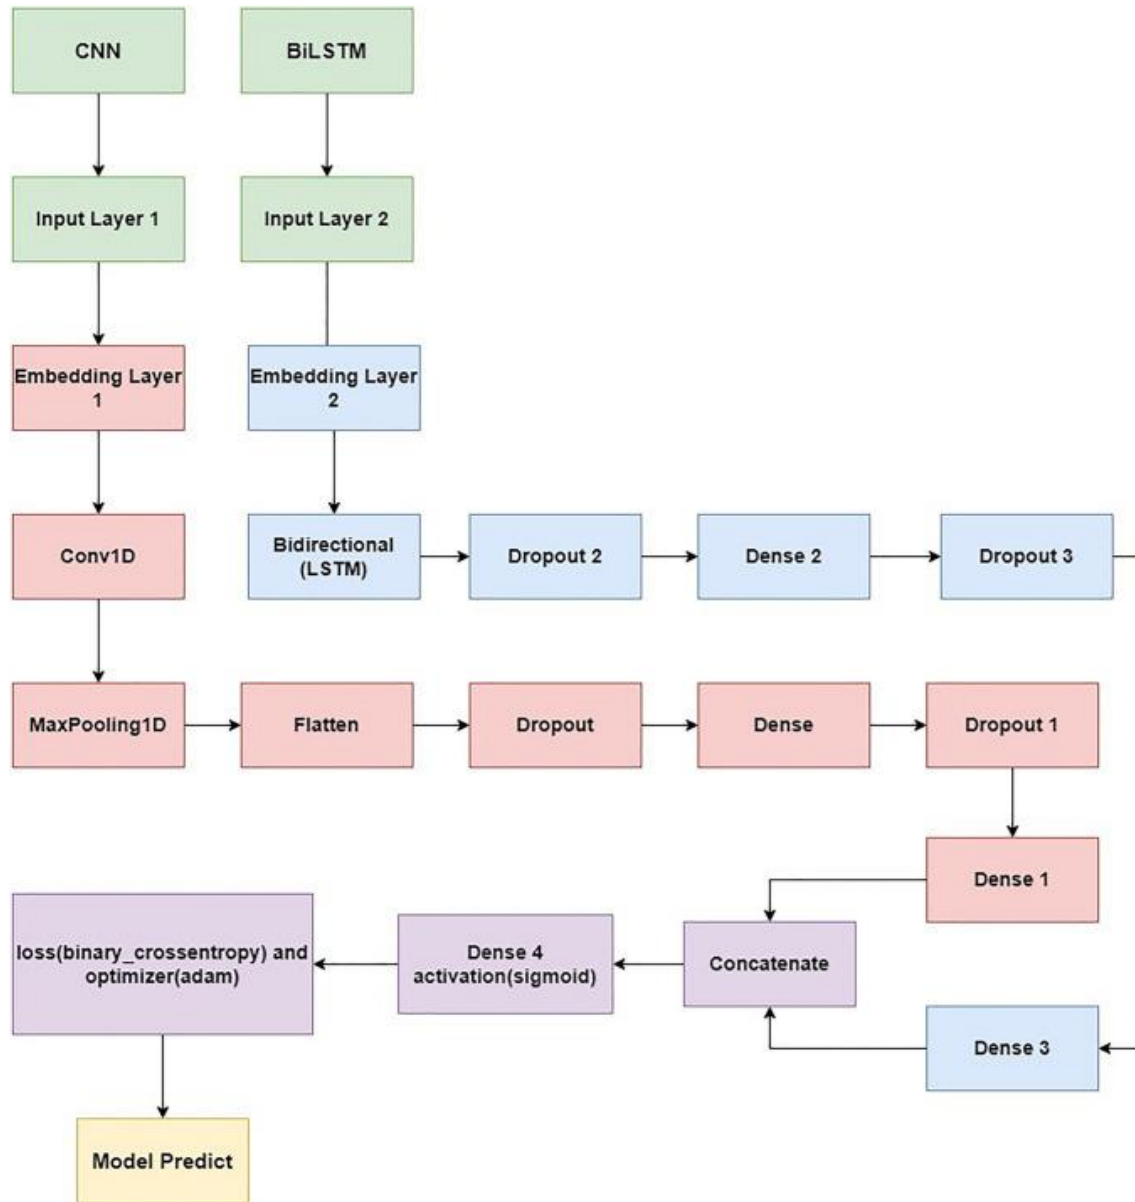 CNN
BiLSTM
Input Layer 1
Input Layer 2
Embedding Layer
1
Embedding Layer
2
Conv1D
Bidirectional
(LSTM)
Dropout 2
Dense 2
Dropout 3
MaxPooling1D
Flatten
Dropout
Dense
Dropout 1
Dense 1
loss(binary_crossentropy) and
optimizer(adam)
Dense 4
activation(sigmoid)
Concatenate
Dense 3
Model Predict